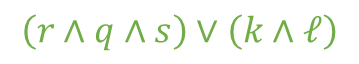 (r ∧ q ∧ s) ∨ (k ∧ ℓ)